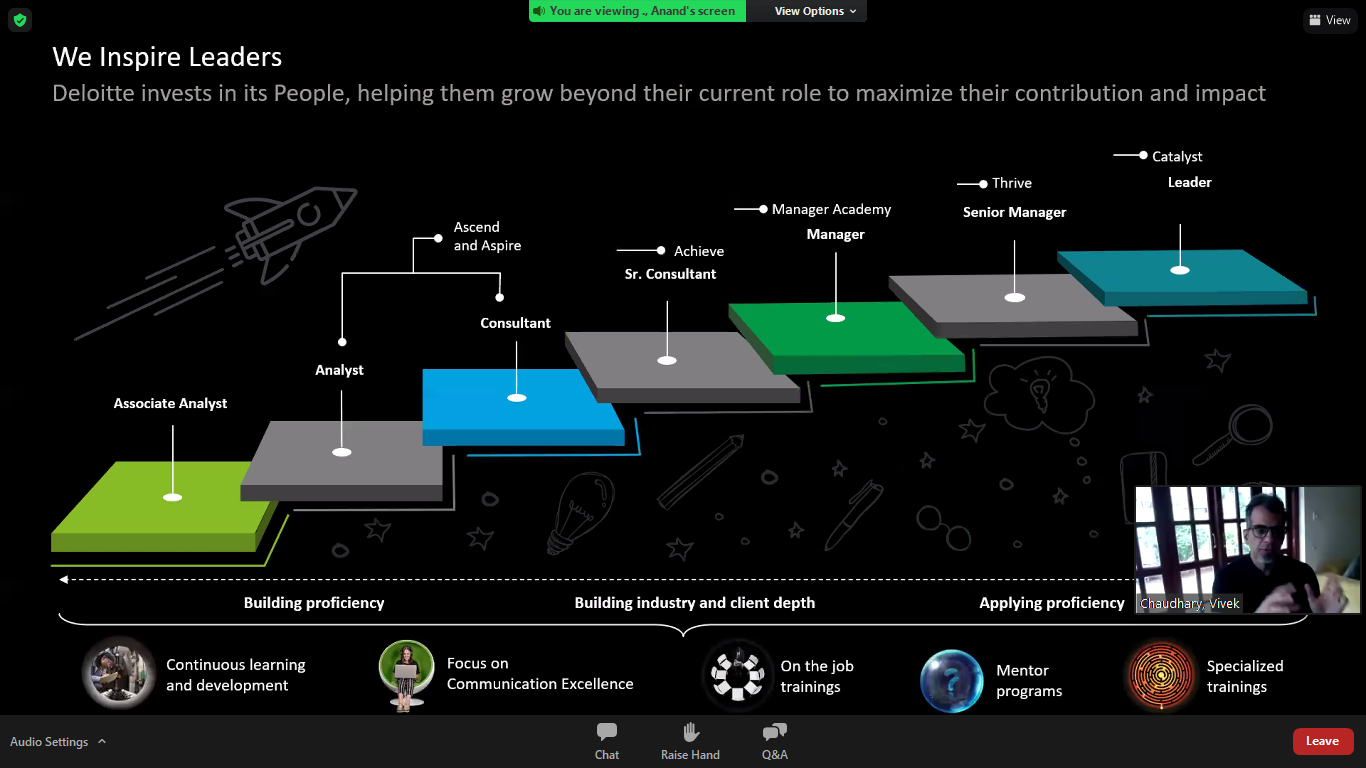 You are viewing ., Anand's screen
View Options
View
We Inspire Leaders
Deloitte invests in its People, helping them grow beyond their current role to maximize their contribution and impact
Catalyst
Leader
Thrive
Senior Manager
Manager Academy
Manager
Ascend
and Aspire
Achieve
Sr. Consultant
Consultant
Analyst
Associate Analyst
Chaudhary, Vivek
Building proficiency
Building industry and client depth
Applying proficiency
Continuous learning
and development
Focus on
Communication Excellence
On the job
trainings
?
Mentor
programs
Specialized
trainings
Audio Settings
Chat
Raise Hand
Q&A
Leave